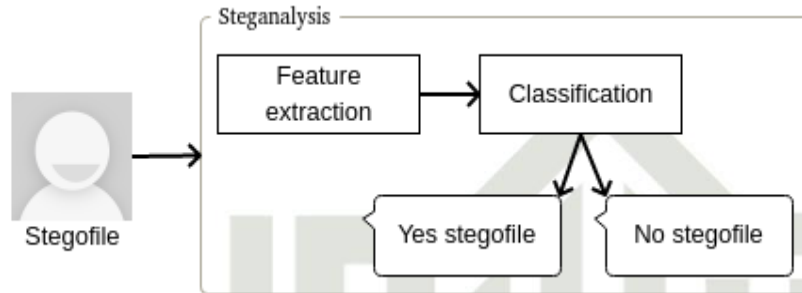 Steganalysis
Feature
extraction
Classification
Stegofile
Yes stegofile
No stegofile